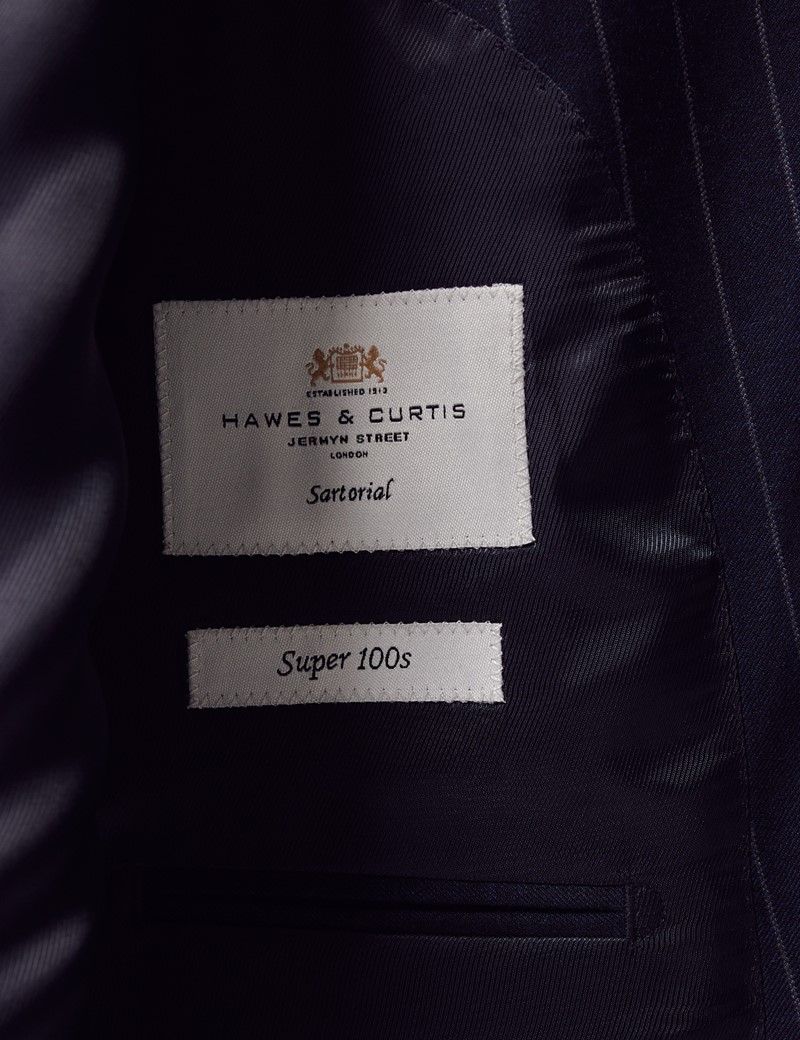 ESTABLISHED 1913
HAWES & CURTIS
JERMYN STREET
LONDON
Sartorial
Super 100s